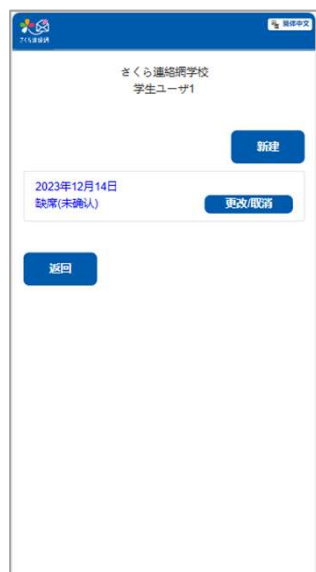 さくら連絡網
简体中文
さくら連絡網学校
学生ユーザ1
新建
2023年12月14日
缺席(未确认)
更改/取消
返回